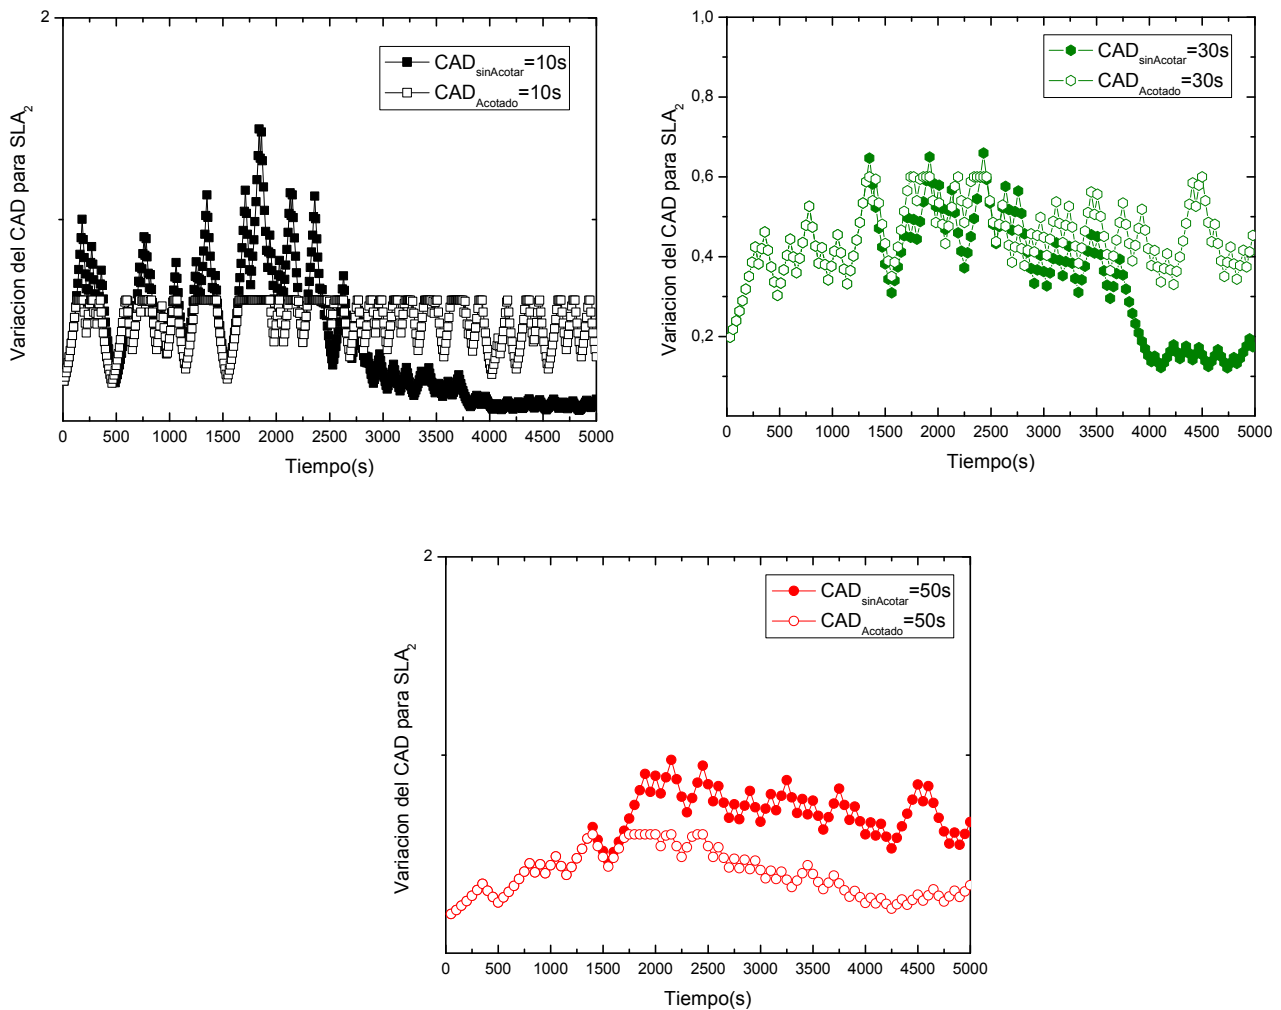 2
Variacion del CAD para SLA2
CADsinAcotar=10s
CADAcotado=10s
0 500 1000 1500 2000 2500 3000 3500 4000 4500 5000
Tiempo(s)
1,0
0,8
0,6
0,4
0,2
Variacion del CAD para SLA2
CADsinAcotar=30s
CADAcotado=30s
0 500 1000 1500 2000 2500 3000 3500 4000 4500 5000
Tiempo(s)
2
Variacion del CAD para SLA2
CADsinAcotar=50s
CADAcotado=50s
0 500 1000 1500 2000 2500 3000 3500 4000 4500 5000
Tiempo(s)